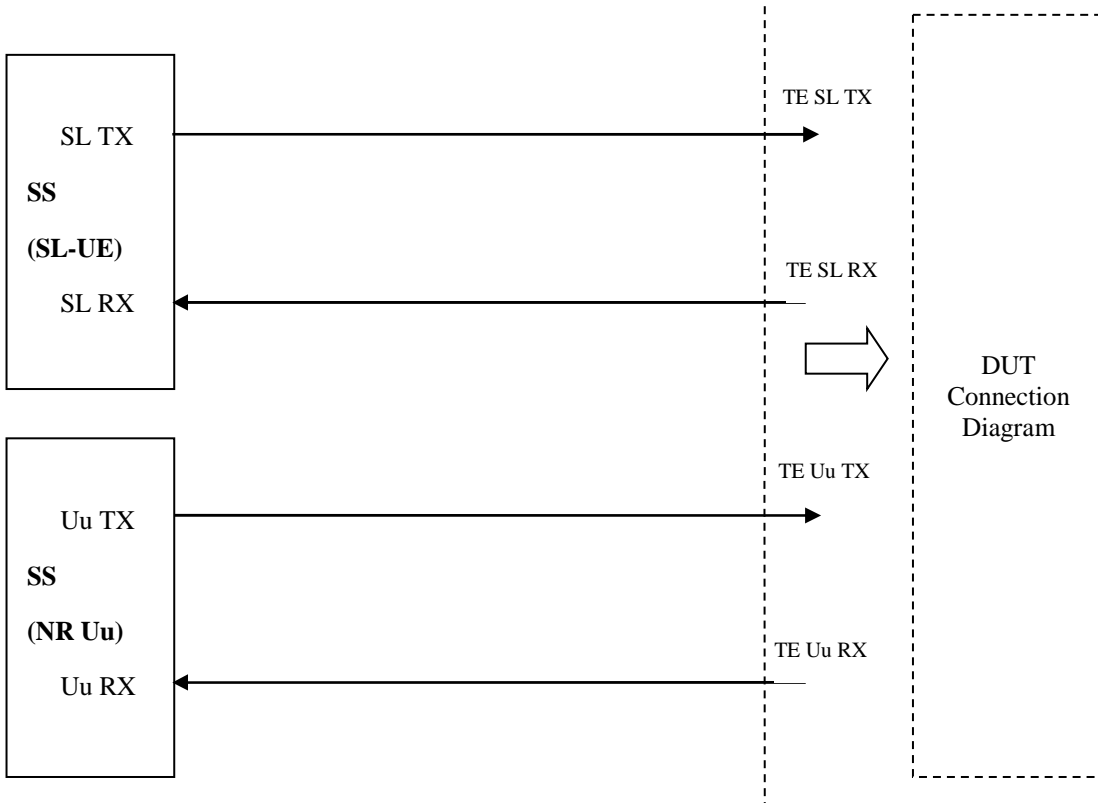 SL TX
SS
(SL-UE)
SL RX
Uu TX
SS
(NR Uu)
Uu RX
TE SL TX
TE SL RX
TE Uu TX
TE Uu RX
DUT
Connection
Diagram